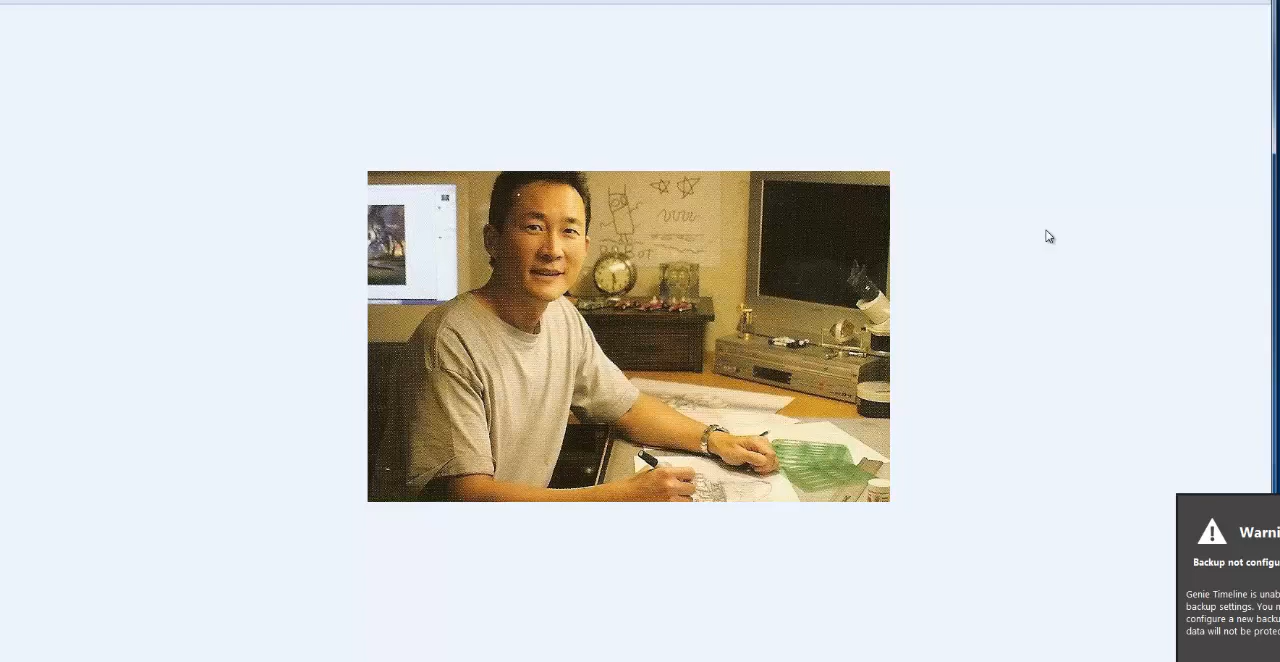 Warni
Backup not configu
Genie Timeline is unab
backup settings. You n
configure a new backu
data will not be protec